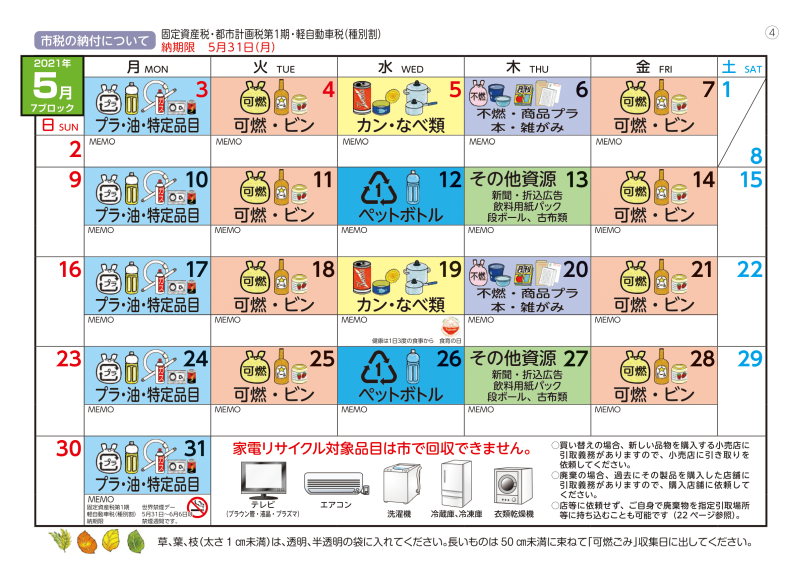 市税の納付について
固定資産税・都市計画税第1期・軽自動車税(種別割)
納期限 5月31日(月)
④
2021年
5月
7ブロック
日 SUN
月 MON
火 TUE
水 WED
木 THU
金 FRI
土 SAT
3
プラ・油・特定品目
プラ
4
可燃
可燃・ビン
5
カン・なべ類
6
不燃
不燃・商品プラ
本・雑がみ
7
可燃
可燃・ビン
1
8
2
MEMO
MEMO
MEMO
MEMO
MEMO
9
10
プラ
プラ・油・特定品目
11
可燃
可燃・ビン
12
1
ペットボトル
その他資源 13
新聞・折込広告
飲料用紙パック
段ボール、古布類
14
可燃
可燃・ビン
15
MEMO
MEMO
MEMO
MEMO
MEMO
16
17
プラ
プラ・油・特定品目
18
可燃
可燃・ビン
19
カン・なべ類
20
不燃
不燃・商品プラ
本・雑がみ
21
可燃
可燃・ビン
22
MEMO
MEMO
MEMO
健康は1日3度の食事から 食育の日
MEMO
MEMO
23
24
プラ
プラ・油・特定品目
25
可燃
可燃・ビン
26
1
ペットボトル
その他資源 27
新聞・折込広告
飲料用紙パック
段ボール、古布類
28
可燃
可燃・ビン
29
MEMO
MEMO
MEMO
MEMO
MEMO
30
31
プラ
プラ・油・特定品目
MEMO
固定資産税第1期
軽自動車税(種別割)
納期限
世界禁煙デー
5月31日〜6月6日
禁煙週間です。
家電リサイクル対象品目は市で回収できません。
テレビ
(ブラウン管・液晶・プラズマ)
エアコン
洗濯機
冷蔵庫、冷凍庫
衣類乾燥機
○買い替えの場合、新しい品物を購入する小売店に
引取義務がありますので、小売店に引き取りを
依頼してください。
○廃棄の場合、過去にその製品を購入した店舗に
引取義務がありますので、購入店舗に依頼して
ください。
○店等に依頼せず、ご自身で廃棄物を指定引取場所
等に持ち込むことも可能です(22ページ参照)。
草、葉、枝(太さ1cm未満)は、透明、半透明の袋に入れてください。長いものは50cm未満に束ねて「可燃ごみ」収集日に出してください。